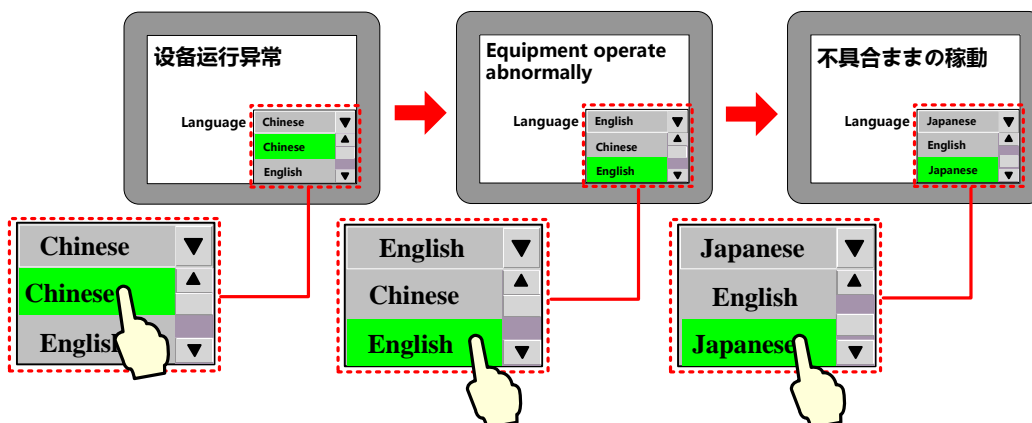 设备运行异常
Language
Chinese
Chinese
English
Equipment operate
abnormally
Language
English
Chinese
English
不具合ままの稼動
Language
Japanese
English
Japanese
Chinese
Chinese
English
English
Chinese
English
Japanese
English
Japanese